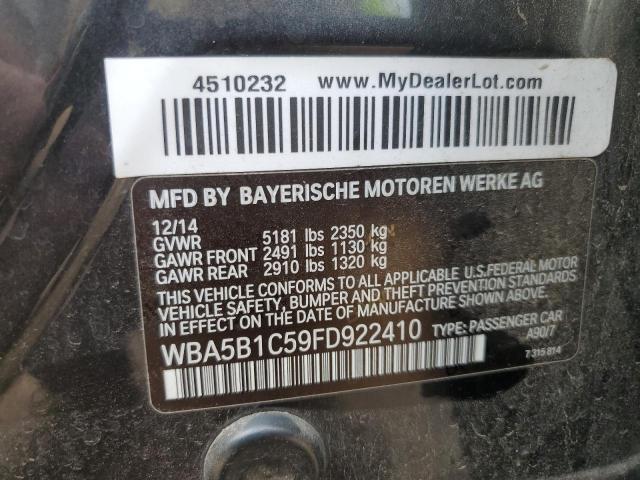 4510232 www.MyDealerLot.com
MFD BY BAYERISCHE MOTOREN WERKE AG
12/14
GVWR 5181 lbs 2350 kg
GAWR FRONT 2491 lbs 1130 kg
GAWR REAR 2910 lbs 1320 kg
THIS VEHICLE CONFORMS TO ALL APPLICABLE U.S.FEDERAL MOTOR
VEHICLE SAFETY, BUMPER AND THEFT PREVENTION STANDARDS
IN EFFECT ON THE DATE OF MANUFACTURE SHOWN ABOVE.
WBA5B1C59FD922410 TYPE: PASSENGER CAR
A90/7
7 315 814